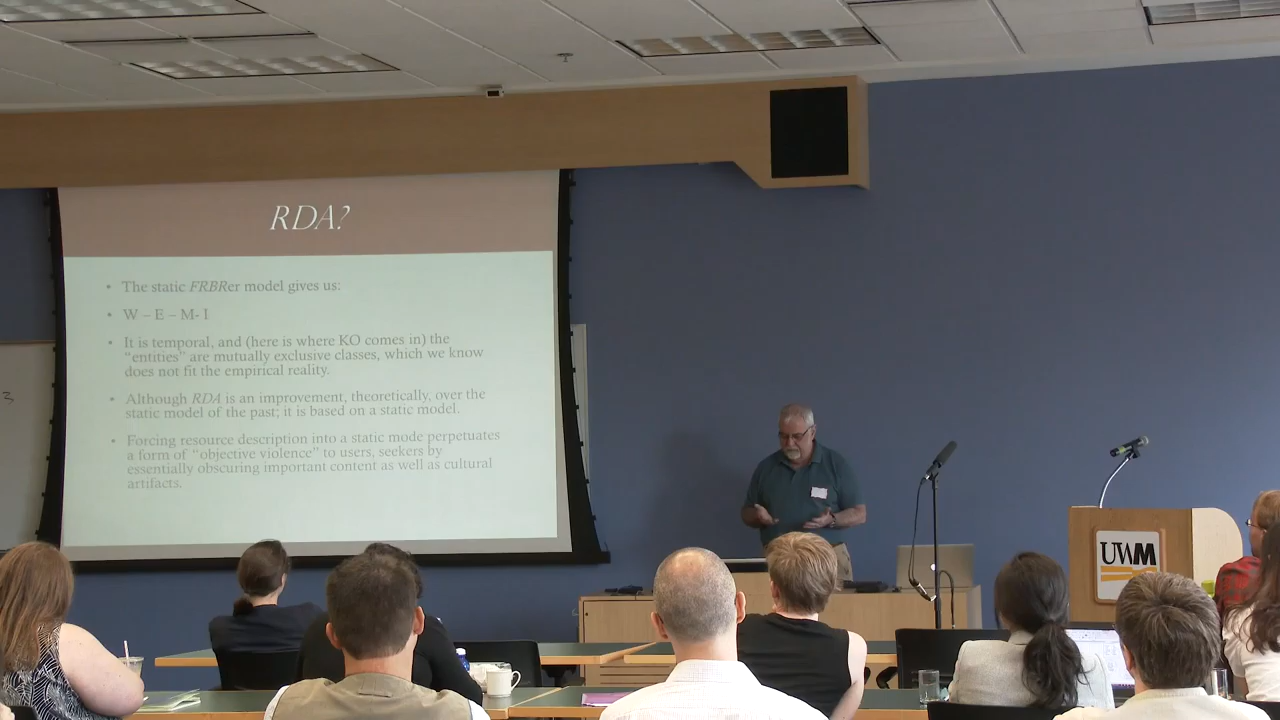 RDA?
• The static FRBRer model gives us:
• W – E – M- I
• It is temporal, and (here is where KO comes in) the
“entities” are mutually exclusive classes, which we know
does not fit the empirical reality.
• Although RDA is an improvement, theoretically, over the
static model of the past; it is based on a static model.
• Forcing resource description into a static mode perpetuates
a form of “objective violence” to users, seekers by
essentially obscuring important content as well as cultural
artifacts.
3
UWM